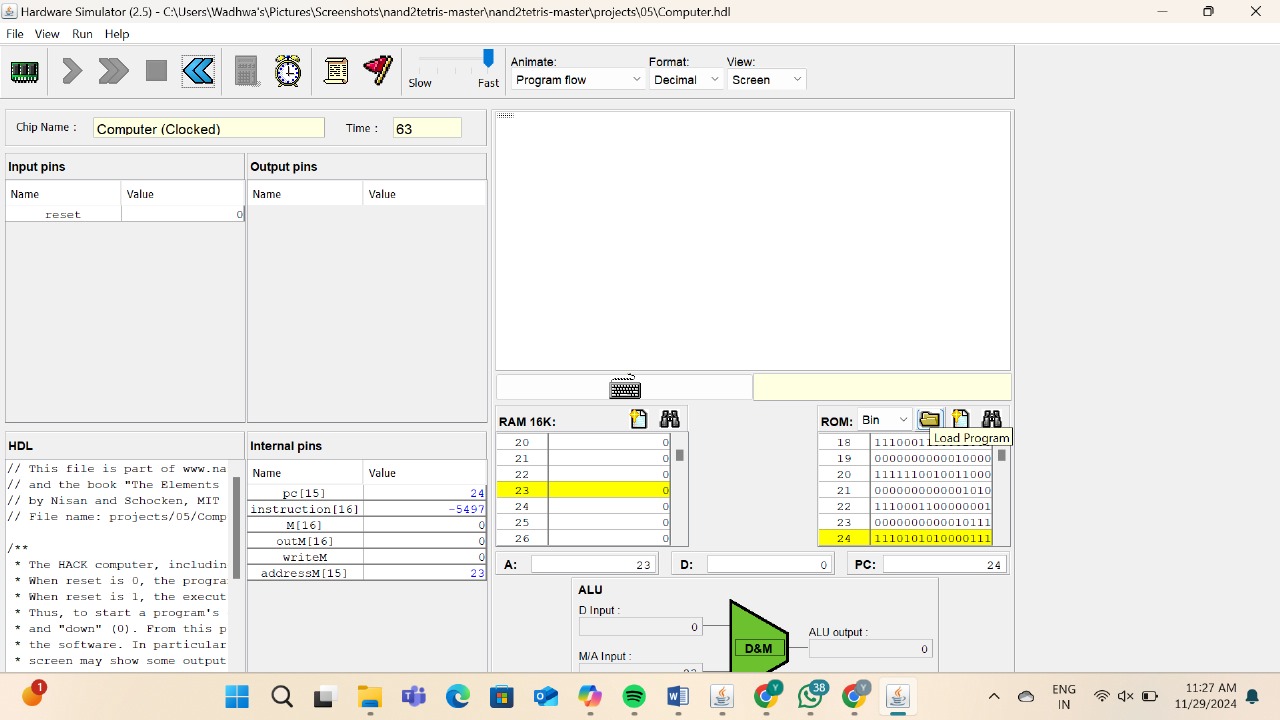 Hardware Simulator (2.5) - C:\Users\Wadhwa's\Pictures\Screenshots\nand2tetris-master\nand2tetris-master\projects\05\Computer.hdl
File View Run Help
Animate: Format: View:
Slow Fast Program flow Decimal Screen
Chip Name : Computer (Clocked) Time : 63
Input pins Output pins
Name Value Name Value
reset 0
RAM 16K: ROM: Bin
Load Program
20 0
21 0
22 0
23 0
24 0
25 0
26 0
18 1110001
19 0000000000010000
20 1111110010011000
21 0000000000001010
22 1110001100000001
23 0000000000010111
24 1110101010000111
HDL
// This file is part of www.na
// and the book "The Elements
// by Nisan and Schocken, MIT
// File name: projects/05/Comp
/**
* The HACK computer, includin
* When reset is 0, the progra
* When reset is 1, the execut
* Thus, to start a program's
* and "down" (0). From this p
* the software. In particular
* screen may show some output
Internal pins
Name Value
pc[15] 24
instruction[16] -5497
M[16] 0
outM[16] 0
writeM 0
addressM[15] 23
A: 23 D: 0 PC: 24
ALU
D Input :
0
M/A Input :
D&M
ALU output :
0
1
38
Y
Y
ENG
IN
11:27 AM
11/29/2024